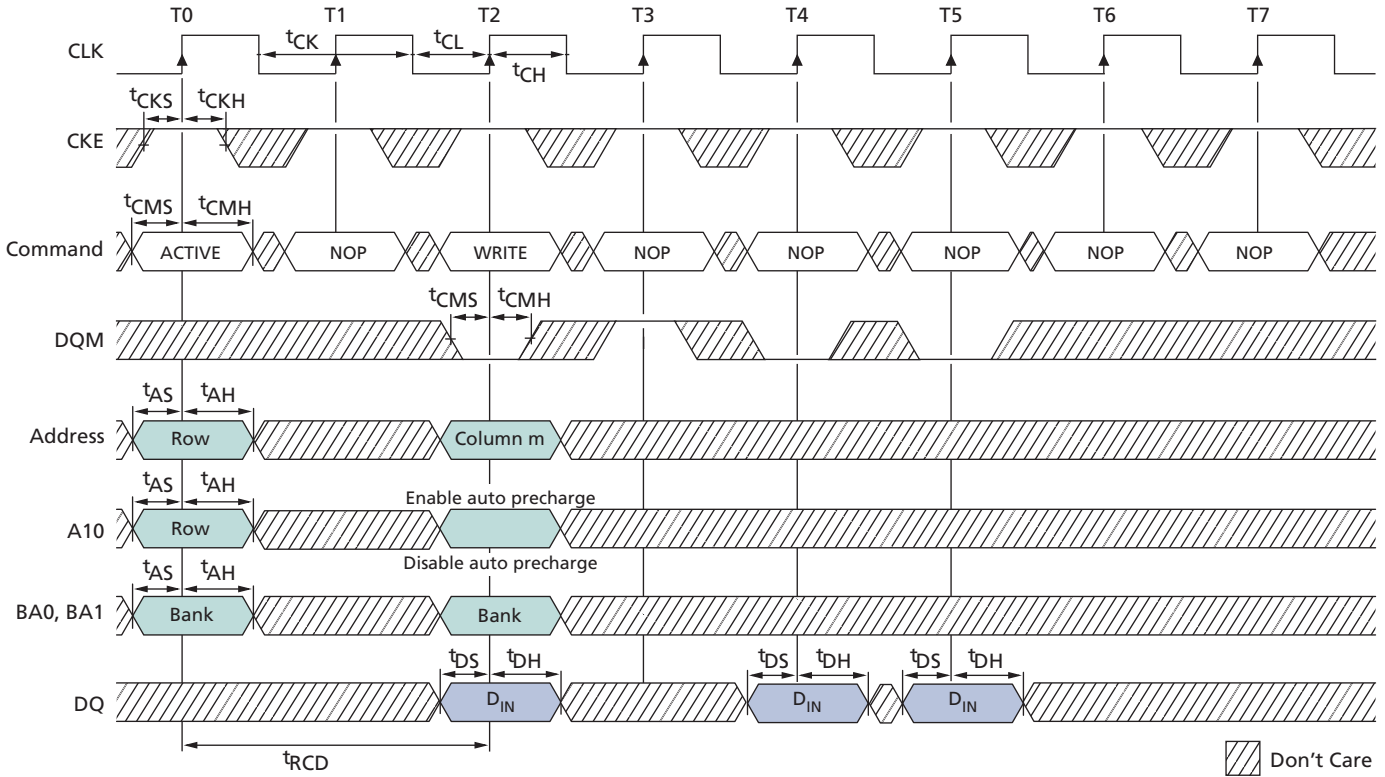 T0 T1 T2 T3 T4 T5 T6 T7
CLK
tCK tCL
tCH
tCKS tCKH
CKE
tCMS tCMH
Command ACTIVE NOP WRITE NOP NOP NOP NOP NOP
tCMS tCMH
DQM
tAS tAH
Address Row Column m
tAS tAH
Enable auto precharge
A10 Row
Disable auto precharge
tAS tAH
BA0, BA1 Bank Bank
tDS tDH tDS tDH tDS tDH
DQ DIN DIN DIN
tRCD
Don't Care